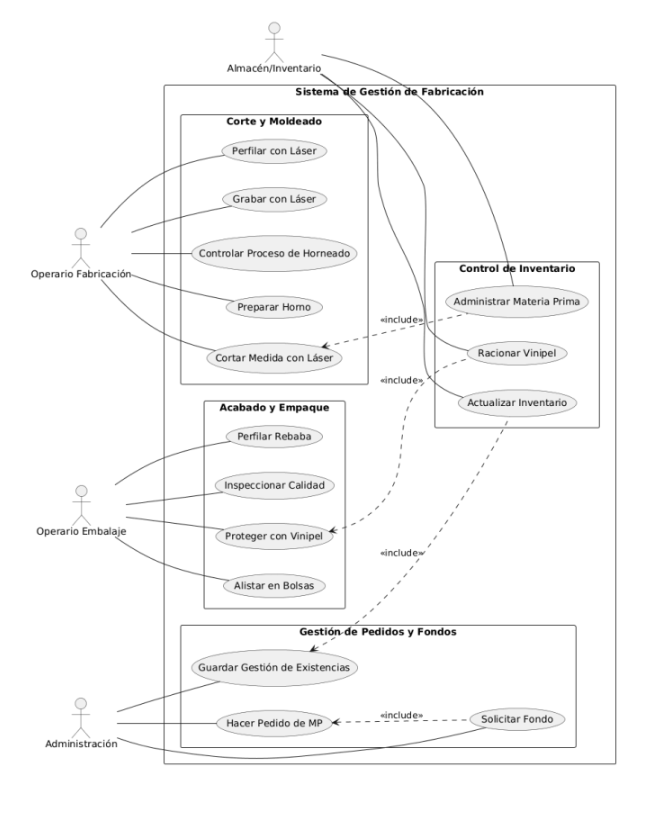 Almacén/Inventario
Sistema de Gestión de Fabricación
Corte y Moldeado
Perfilar con Láser
Grabar con Láser
Operario Fabricación
Controlar Proceso de Horneado
Control de Inventario
Preparar Horno
Administrar Materia Prima
«include»
Cortar Medida con Láser
Racionar Vinipel
«include»
Acabado y Empaque
Actualizar Inventario
Perfilar Rebaba
Inspeccionar Calidad
Operario Embalaje
Proteger con Vinipel
«include»
Alistar en Bolsas
Gestión de Pedidos y Fondos
Guardar Gestión de Existencias
«include»
Hacer Pedido de MP
Solicitar Fondo
Administración